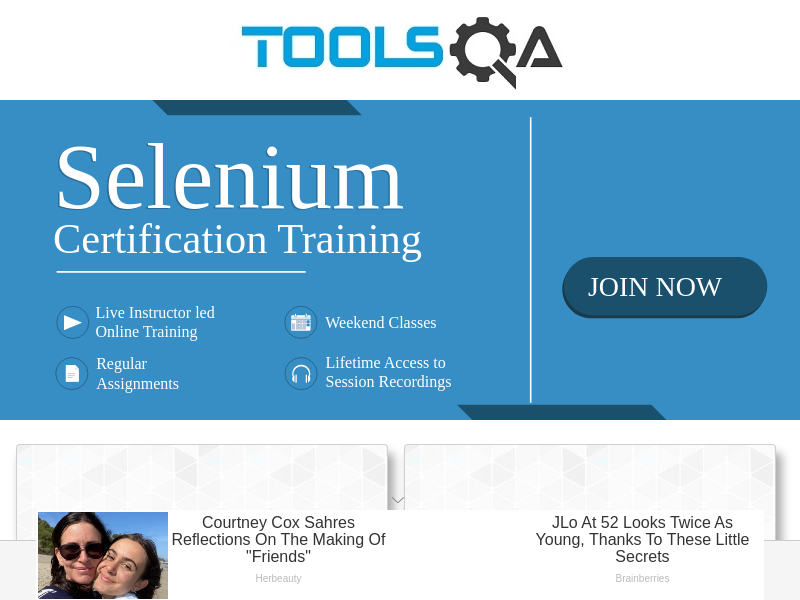 TOOLSQA
Selenium
Certification Training
JOIN NOW
Live Instructor led
Online Training
Weekend Classes
Regular
Assignments
Lifetime Access to
Session Recordings
Courtney Cox Sahres
Reflections On The Making Of
"Friends"
Herbeauty
JLo At 52 Looks Twice As
Young, Thanks To These Little
Secrets
Brainberries